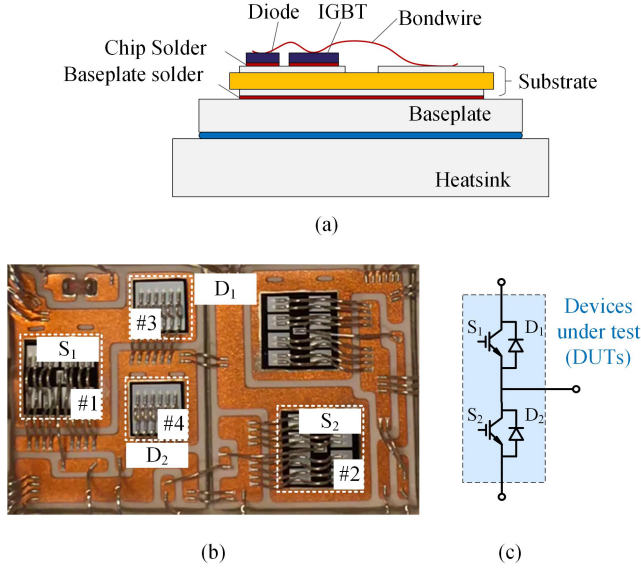 Diode
IGBT
Bondwire
Chip Solder
Baseplate solder
Substrate
Baseplate
Heatsink
(a)
D1
#3
S1
#1
#4
S2
D2
#2
(b)
S1
D1
Devices
under test
(DUTs)
S2
D2
(c)